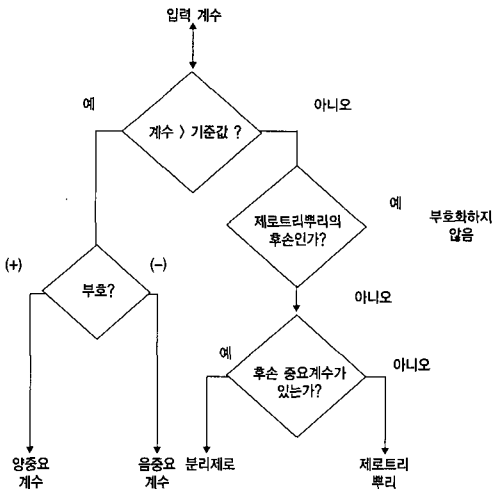 입력 계수
예
아니오
계수 > 기준값 ?
제로트리뿌리의
후손인가?
예
부호화하지
않음
(+)
부호?
(-)
아니오
예
후손 중요계수가
있는가?
아니오
양중요
계수
음중요
계수
분리제로
제로트리
뿌리